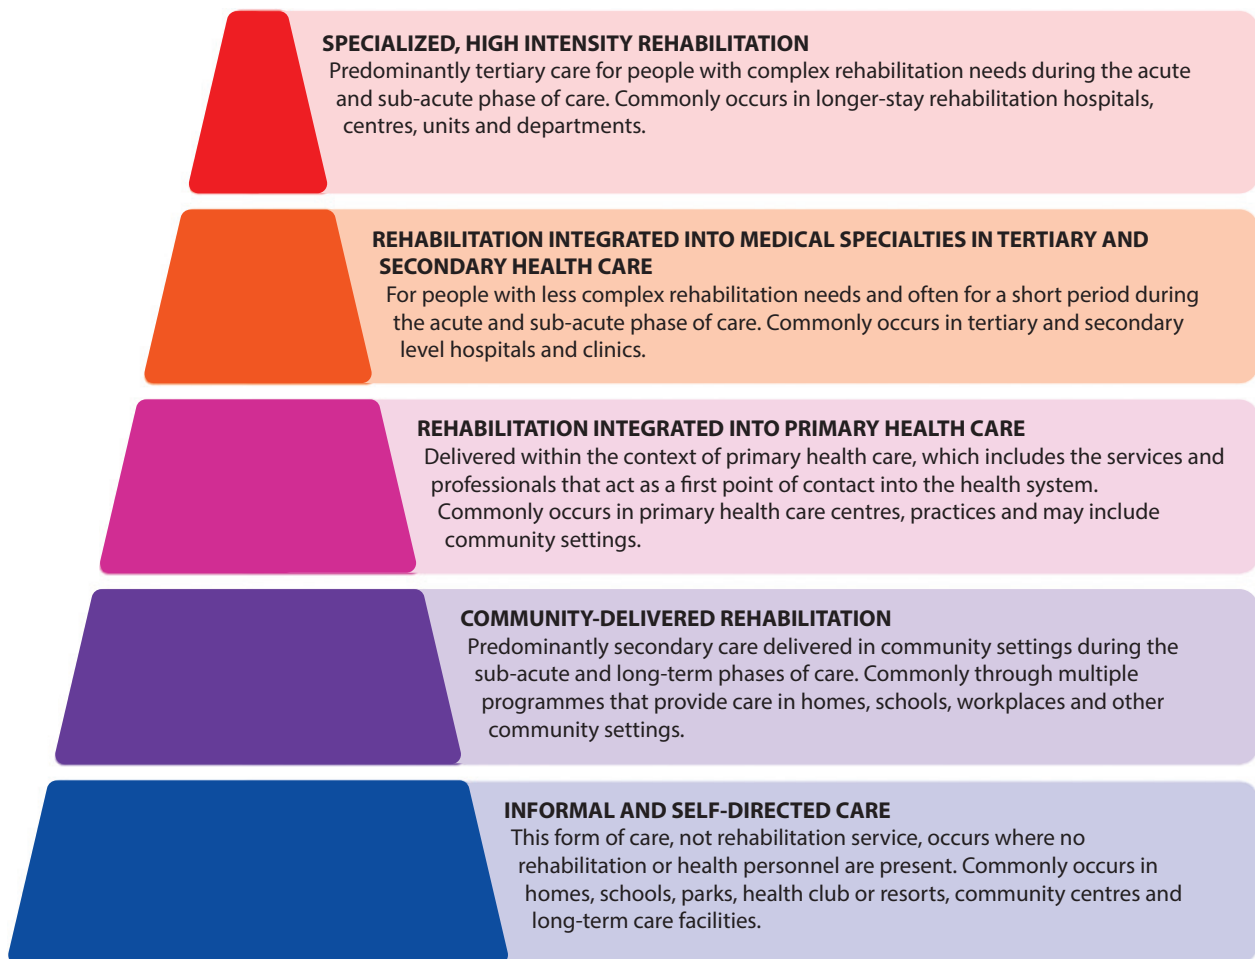 SPECIALIZED, HIGH INTENSITY REHABILITATION
Predominantly tertiary care for people with complex rehabilitation needs during the acute
and sub-acute phase of care. Commonly occurs in longer-stay rehabilitation hospitals,
centres, units and departments.
REHABILITATION INTEGRATED INTO MEDICAL SPECIALTIES IN TERTIARY AND
SECONDARY HEALTH CARE
For people with less complex rehabilitation needs and often for a short period during
the acute and sub-acute phase of care. Commonly occurs in tertiary and secondary
level hospitals and clinics.
REHABILITATION INTEGRATED INTO PRIMARY HEALTH CARE
Delivered within the context of primary health care, which includes the services and
professionals that act as a first point of contact into the health system.
Commonly occurs in primary health care centres, practices and may include
community settings.
COMMUNITY-DELIVERED REHABILITATION
Predominantly secondary care delivered in community settings during the
sub-acute and long-term phases of care. Commonly through multiple
programmes that provide care in homes, schools, workplaces and other
community settings.
INFORMAL AND SELF-DIRECTED CARE
This form of care, not rehabilitation service, occurs where no
rehabilitation or health personnel are present. Commonly occurs in
homes, schools, parks, health club or resorts, community centres and
long-term care facilities.